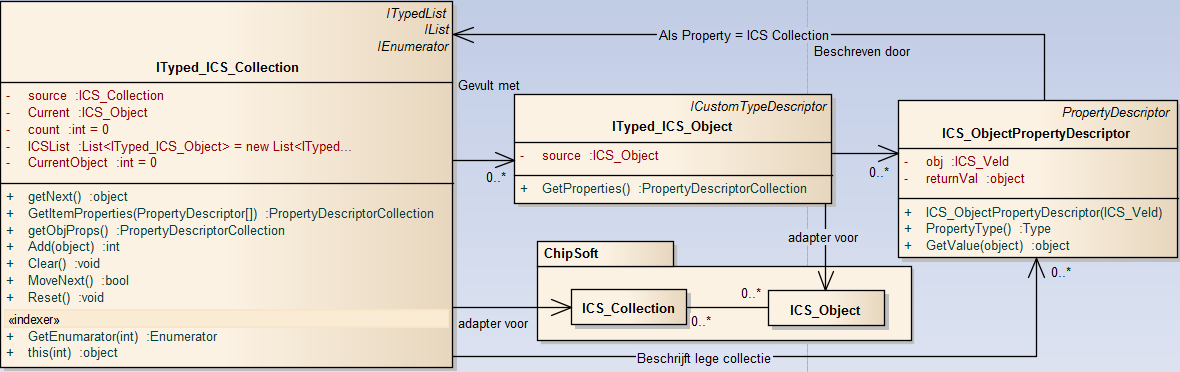 ITypedList
IList
IEnumerator
ITyped_ICS_Collection
- source :ICS_Collection
- Current :ICS_Object
- count :int = 0
- ICSList :List<ITyped_ICS_Object> = new List<ITyped...
- CurrentObject :int = 0
+ getNext() :object
+ GetItemProperties(PropertyDescriptor[]) :PropertyDescriptorCollection
+ getObjProps() :PropertyDescriptorCollection
+ Add(object) :int
+ Clear() :void
+ MoveNext() :bool
+ Reset() :void
«indexer»
+ GetEnumarator(int) :Enumerator
+ this(int) :object
Als Property = ICS Collection
Beschreven door
Gevult met
0..*
ICustomTypeDescriptor
ITyped_ICS_Object
- source :ICS_Object
+ GetProperties() :PropertyDescriptorCollection
0..*
PropertyDescriptor
ICS_ObjectPropertyDescriptor
- obj :ICS_Veld
- returnVal :object
+ ICS_ObjectPropertyDescriptor(ICS_Veld)
+ PropertyType() :Type
+ GetValue(object) :object
0..*
adapter voor
ChipSoft
ICS_Collection
0..*
0..*
ICS_Object
adapter voor
Beschrijft lege collectie